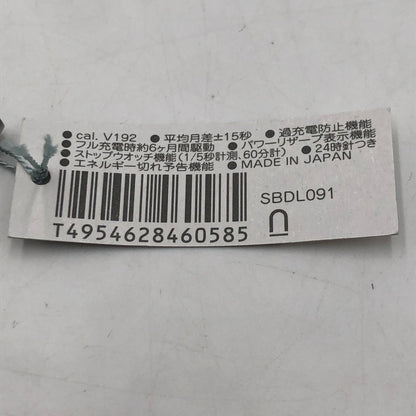 ● cal. V192 ● 平均月差±15秒 ● 過充電防止機能
● フル充電時約6ヶ月間駆動 ● パワーリザーブ表示機能
● ストップウオッチ機能(1/5秒計測、60分計) ● 24時針つき
● エネルギー切れ予告機能 ● MADE IN JAPAN
SBDL091
T4954628460585